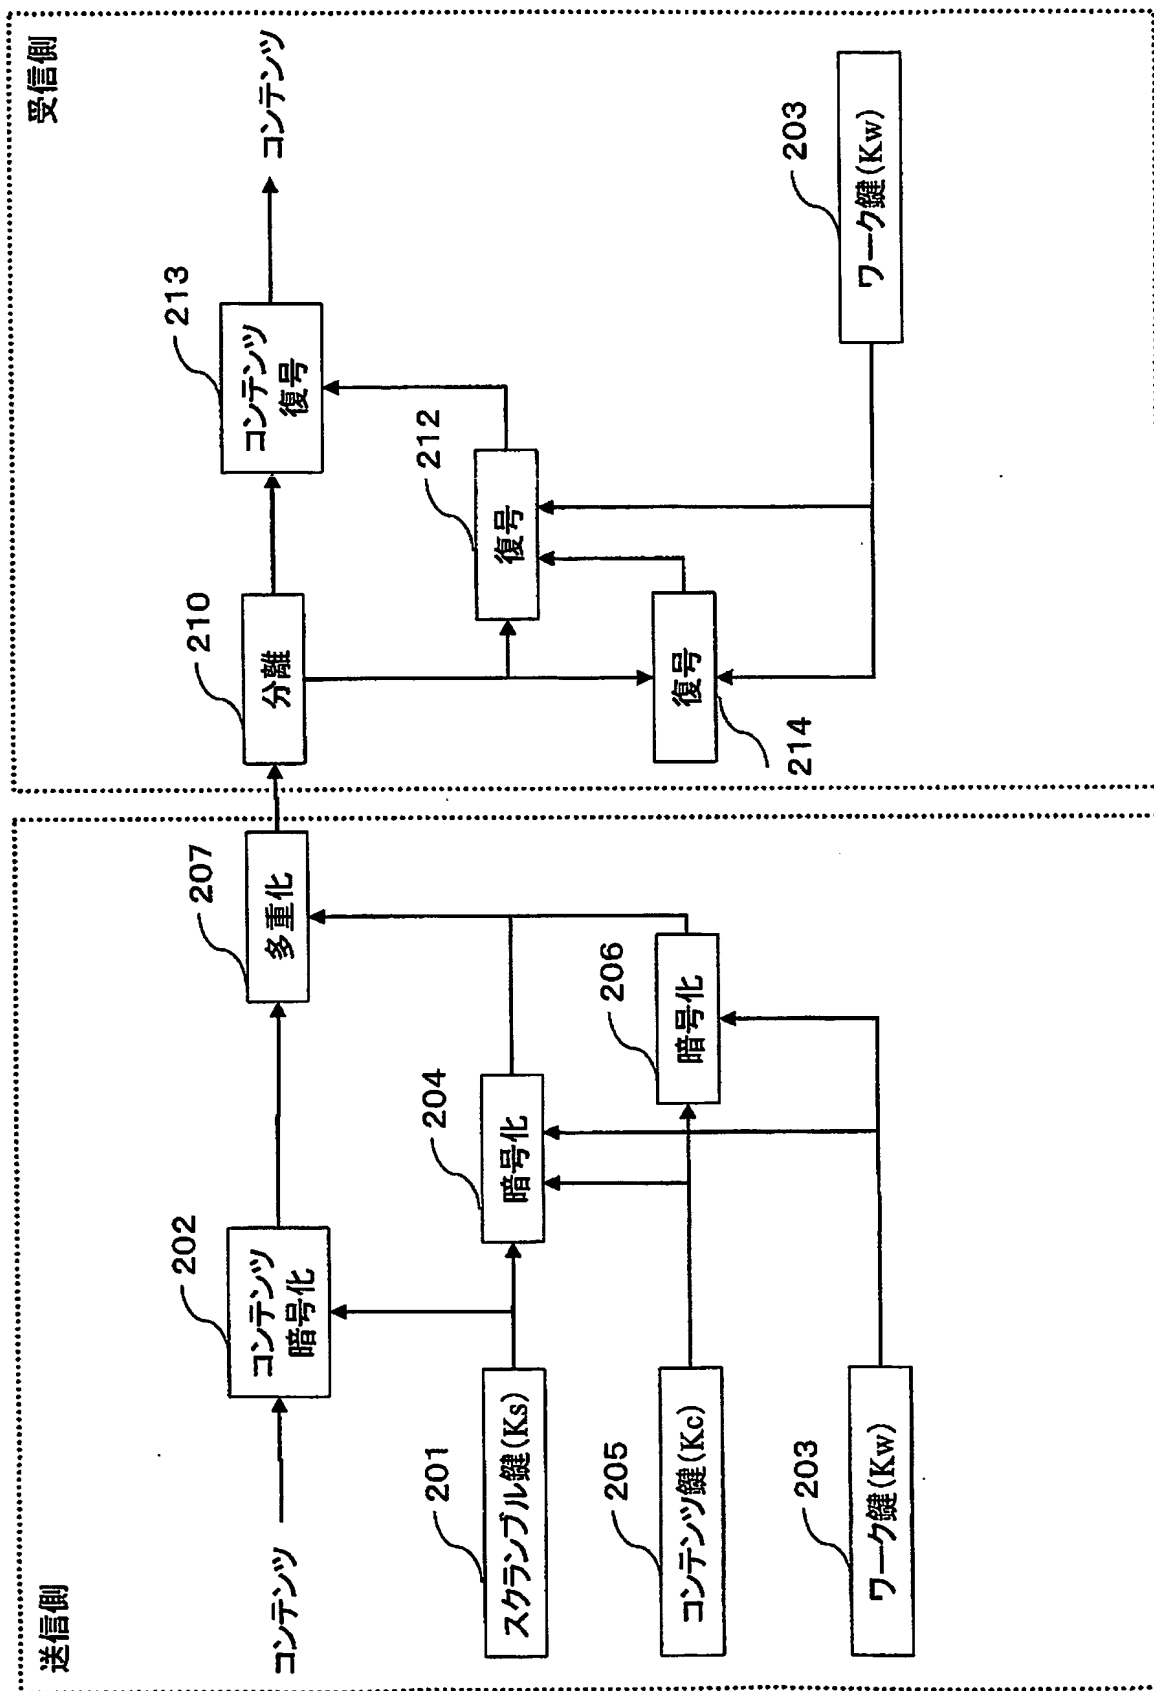 送信側
コンテンツ
202
コンテンツ
暗号化
207
多重化
201
スクランブル鍵(Ks)
204
暗号化
205
コンテンツ鍵(Kc)
206
暗号化
203
ワーク鍵(Kw)
受信側
210
分離
213
コンテンツ
復号
コンテンツ
212
復号
214
復号
203
ワーク鍵(Kw)